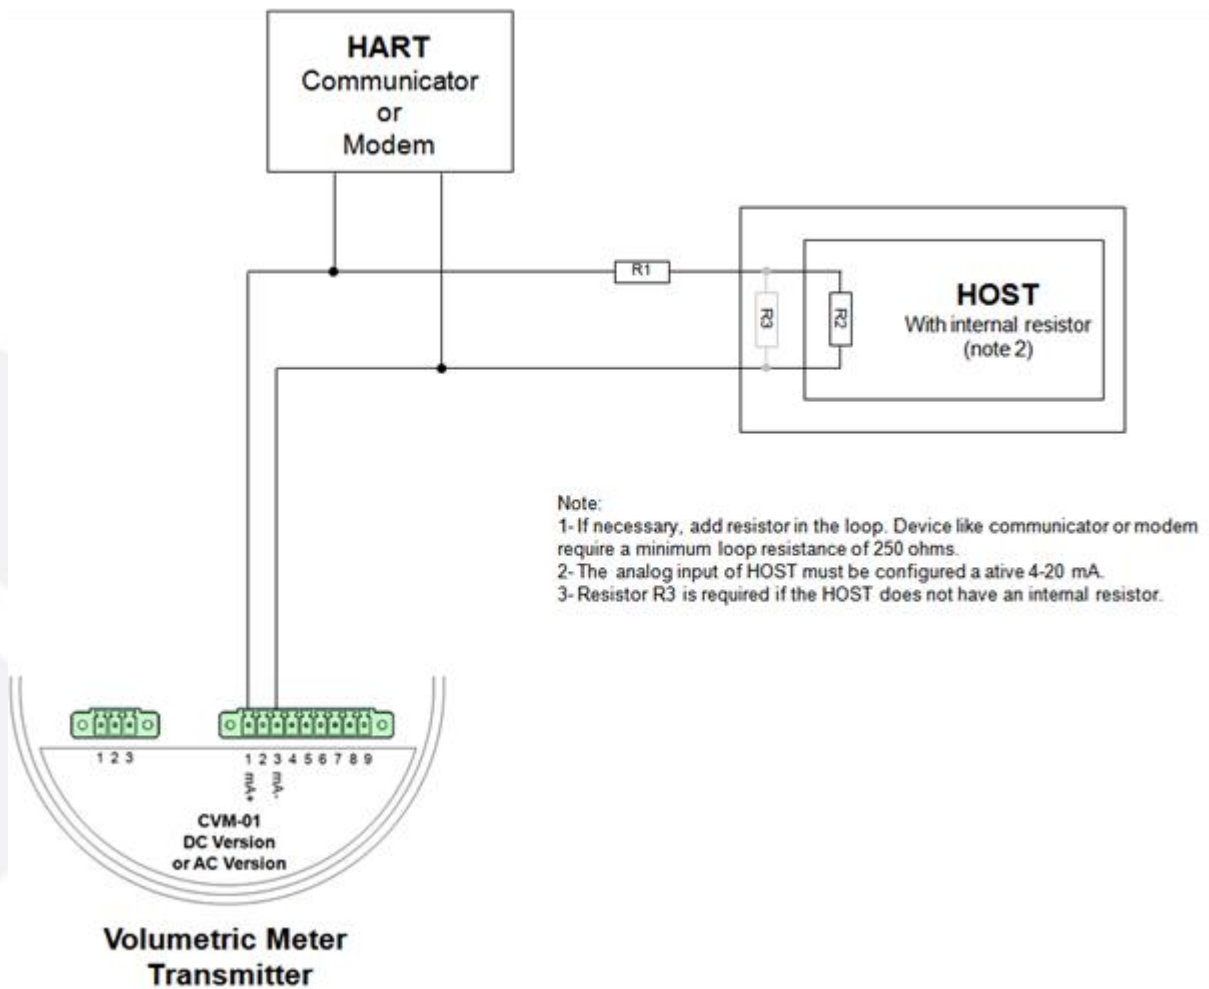 HART
Communicator
or
Modem
R1
R3
R2
HOST
With internal resistor
(note 2)
Note:
1- If necessary, add resistor in the loop. Device like communicator or modem
require a minimum loop resistance of 250 ohms.
2- The analog input of HOST must be configured a ative 4-20 mA.
3- Resistor R3 is required if the HOST does not have an internal resistor.
1 2 3
1 2 3 4 5 6 7 8 9
mA+
mA-
CVM-01
DC Version
or AC Version
Volumetric Meter
Transmitter